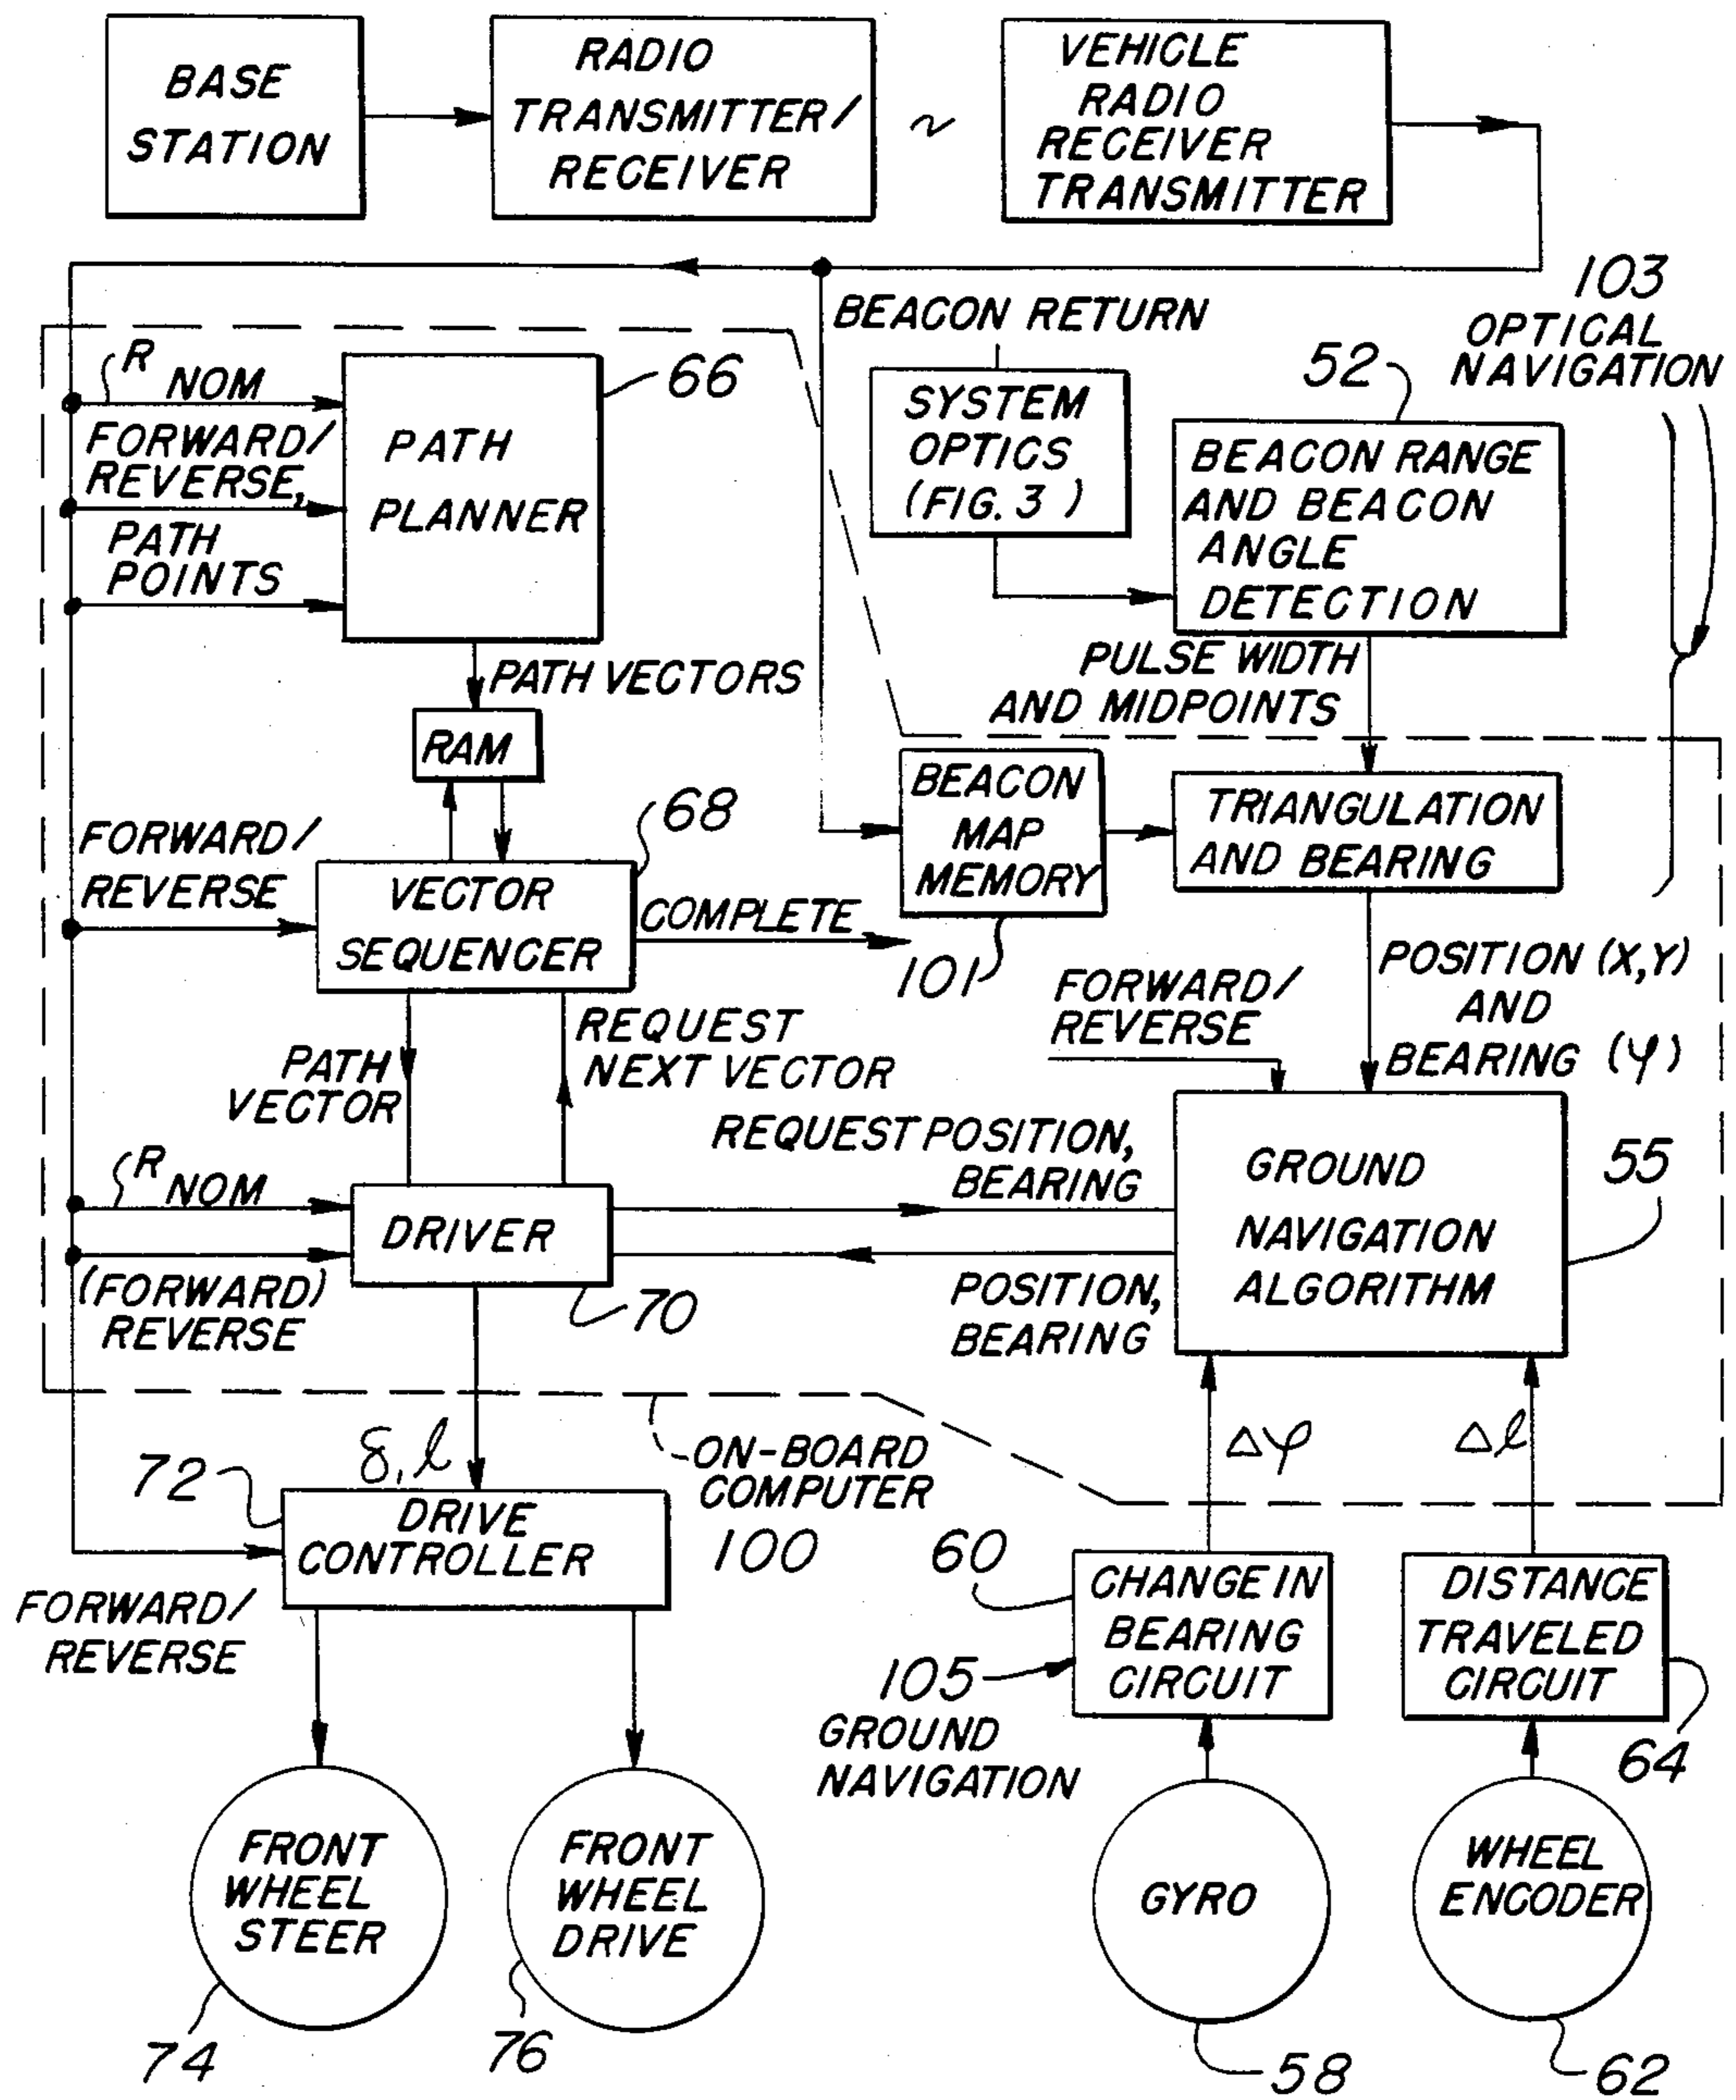 BASE
STATION
RADIO
TRANSMITTER/
RECEIVER
~
VEHICLE
RADIO
RECEIVER
TRANSMITTER
BEACON RETURN
103
OPTICAL
NAVIGATION
R NOM
FORWARD/
REVERSE,
PATH
POINTS
PATH
PLANNER
66
SYSTEM
OPTICS
(FIG. 3)
52
BEACON RANGE
AND BEACON
ANGLE
DETECTION
PATH VECTORS
PULSE WIDTH
AND MIDPOINTS
RAM
68
FORWARD/
REVERSE
VECTOR
SEQUENCER
COMPLETE
BEACON
MAP
MEMORY
101
TRIANGULATION
AND BEARING
POSITION (X,Y)
AND
BEARING (φ)
FORWARD/
REVERSE
PATH
VECTOR
REQUEST
NEXT VECTOR
REQUEST POSITION,
BEARING
GROUND
NAVIGATION
ALGORITHM
55
R NOM
(FORWARD)
REVERSE
DRIVER
70
POSITION,
BEARING
δ, ℓ
ON-BOARD
COMPUTER
100
Δφ
Δℓ
72
DRIVE
CONTROLLER
FORWARD/
REVERSE
60
CHANGE IN
BEARING
CIRCUIT
105
GROUND
NAVIGATION
DISTANCE
TRAVELED
CIRCUIT
64
FRONT
WHEEL
STEER
74
FRONT
WHEEL
DRIVE
76
GYRO
58
WHEEL
ENCODER
62